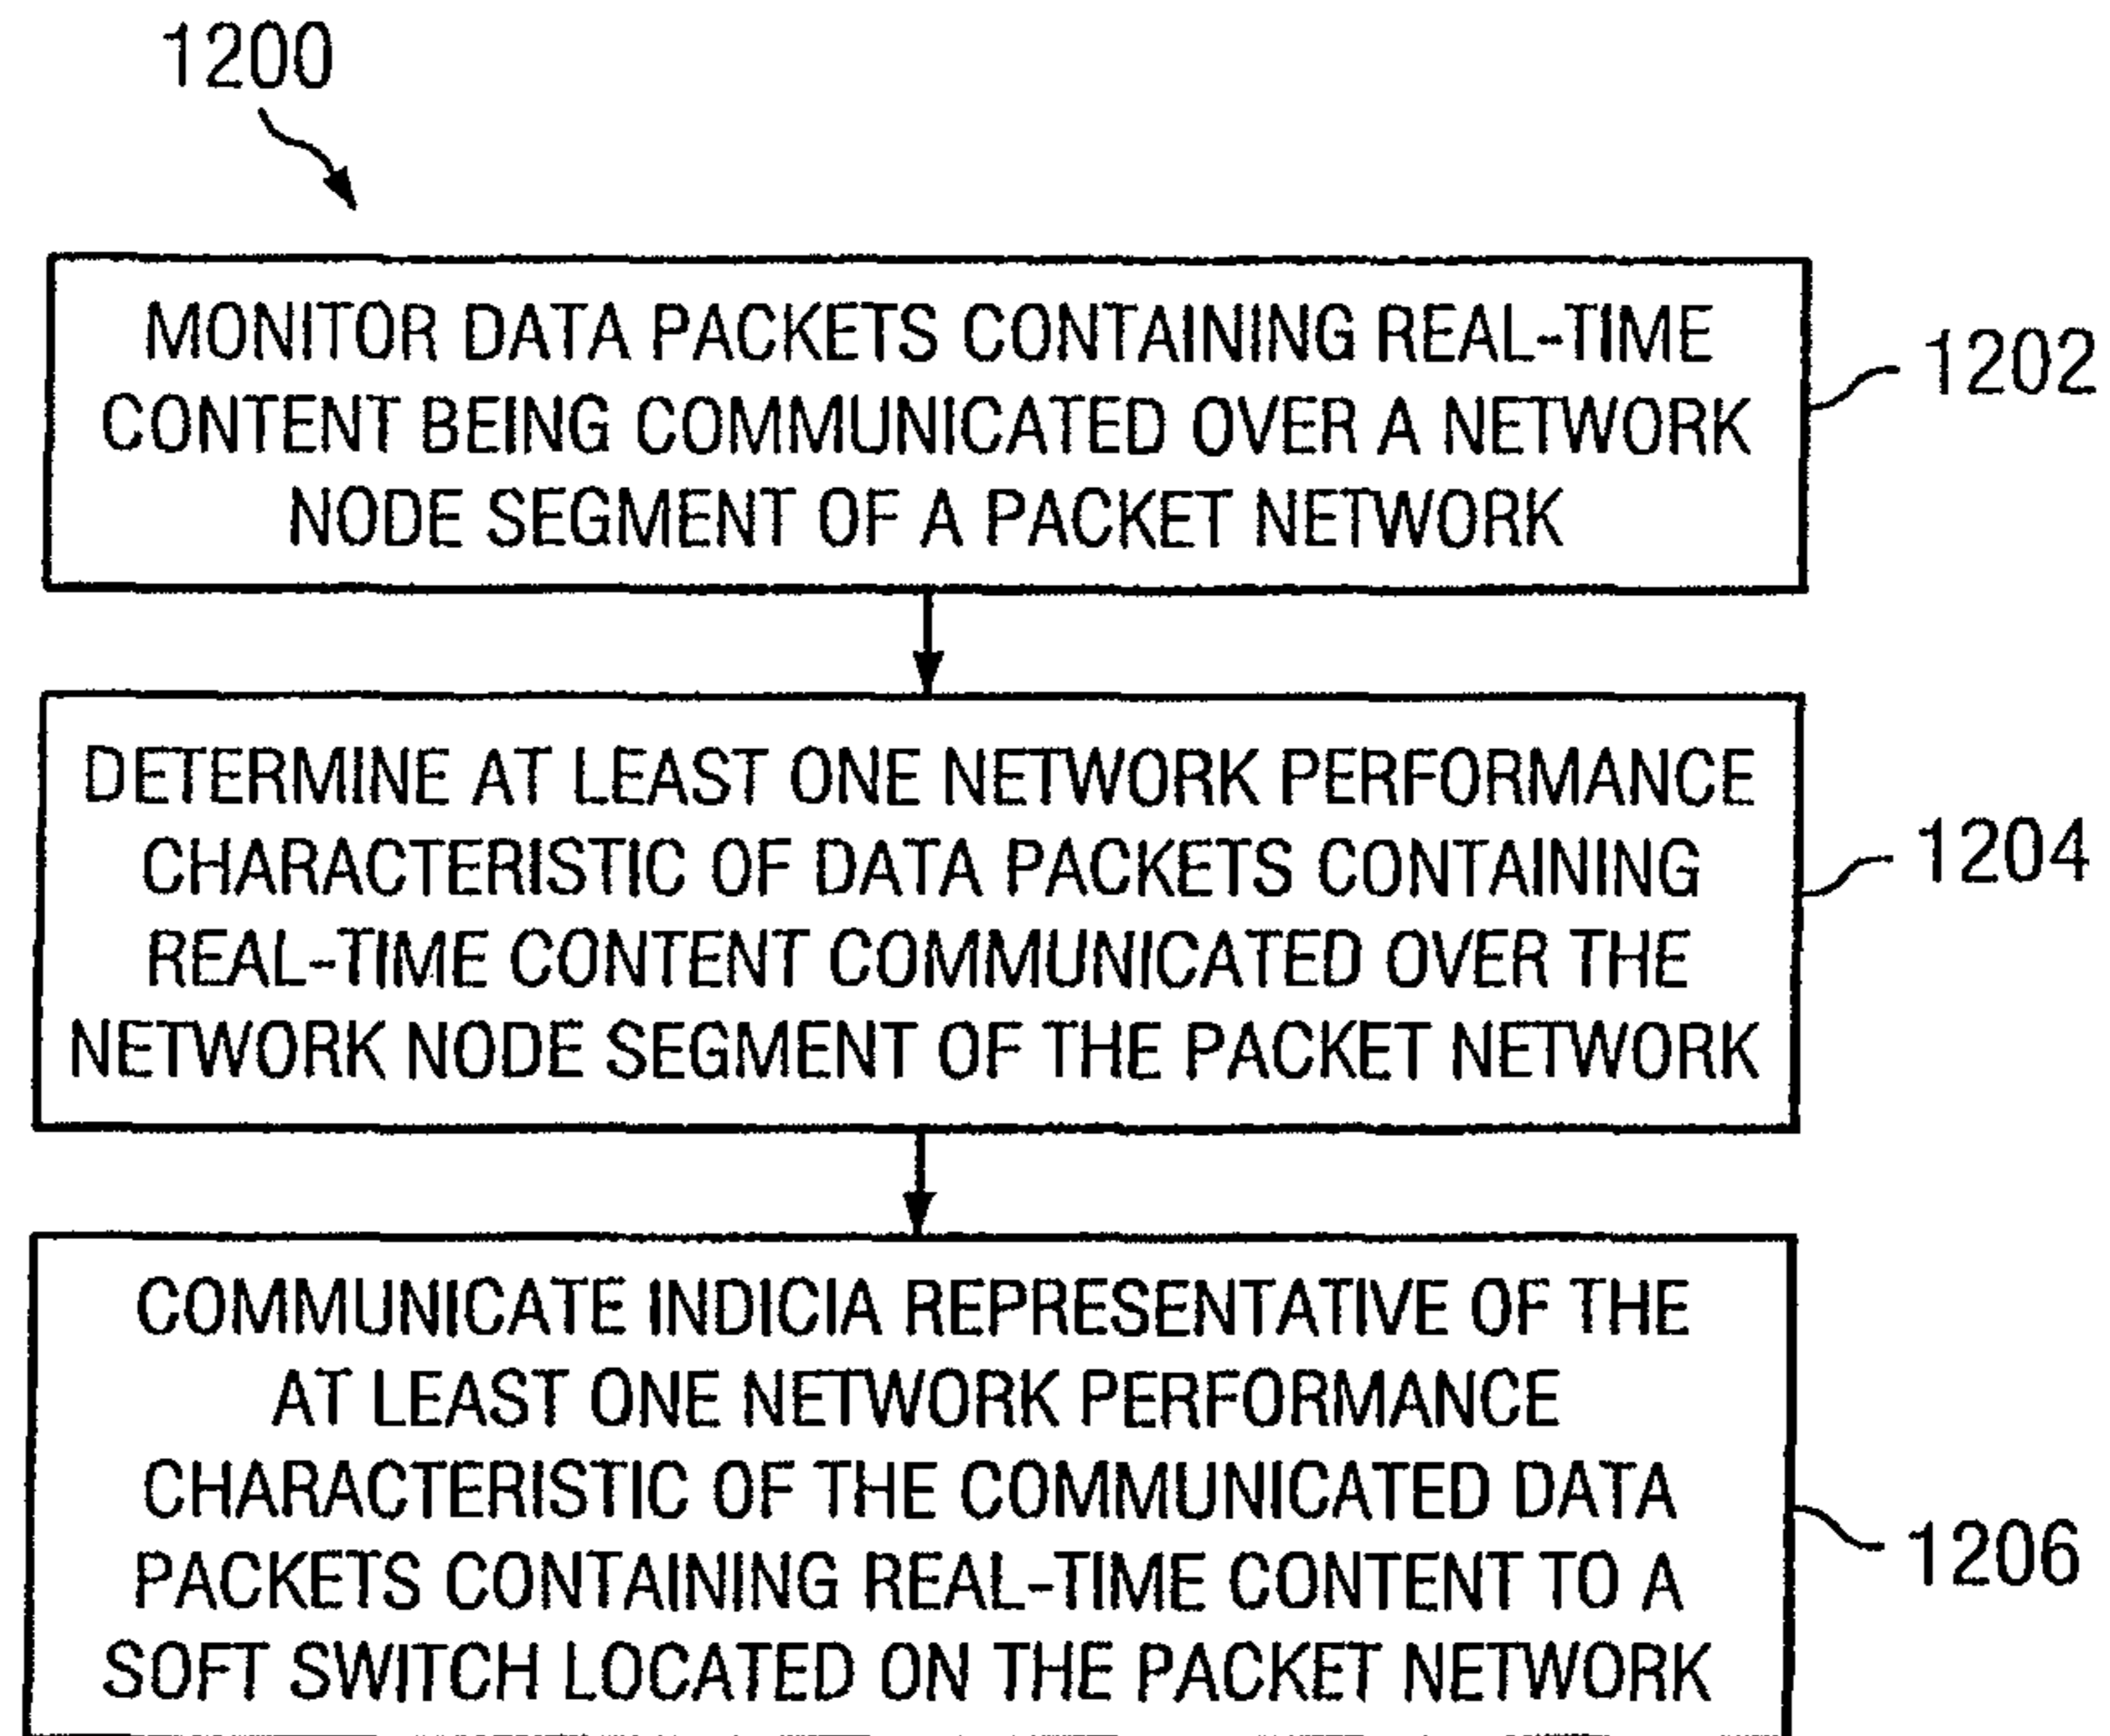 1200
MONITOR DATA PACKETS CONTAINING REAL-TIME
CONTENT BEING COMMUNICATED OVER A NETWORK
NODE SEGMENT OF A PACKET NETWORK
1202
DETERMINE AT LEAST ONE NETWORK PERFORMANCE
CHARACTERISTIC OF DATA PACKETS CONTAINING
REAL-TIME CONTENT COMMUNICATED OVER THE
NETWORK NODE SEGMENT OF THE PACKET NETWORK
1204
COMMUNICATE INDICIA REPRESENTATIVE OF THE
AT LEAST ONE NETWORK PERFORMANCE
CHARACTERISTIC OF THE COMMUNICATED DATA
PACKETS CONTAINING REAL-TIME CONTENT TO A
SOFT SWITCH LOCATED ON THE PACKET NETWORK
1206